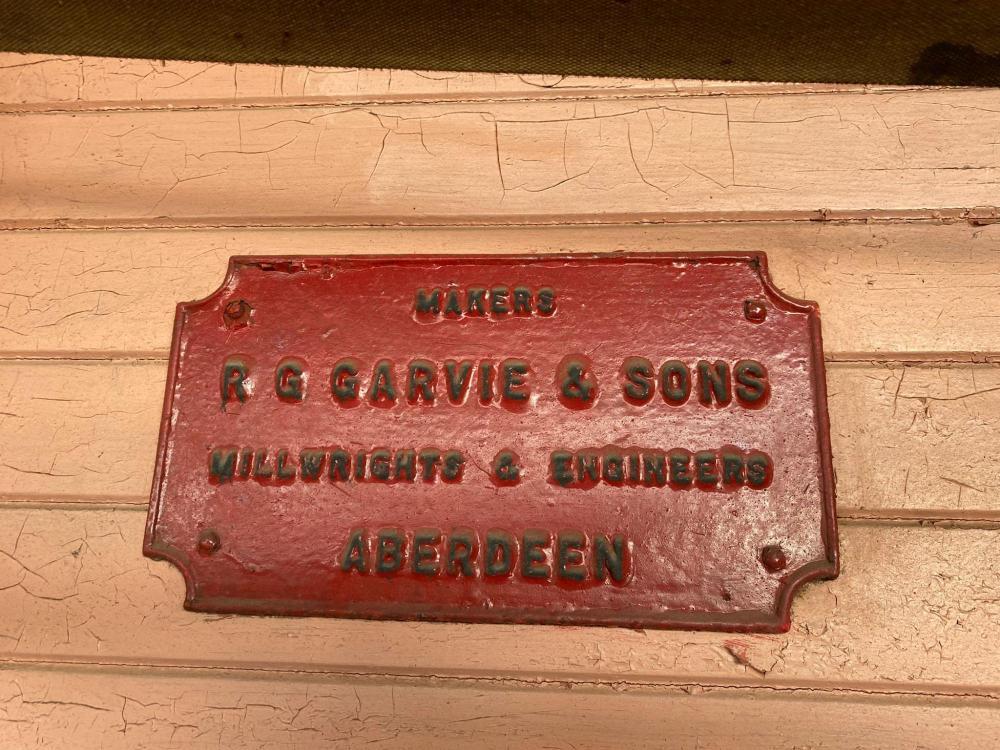 MAKERS
R G GARVIE & SONS
MILLWRIGHTS & ENGINEERS
ABERDEEN